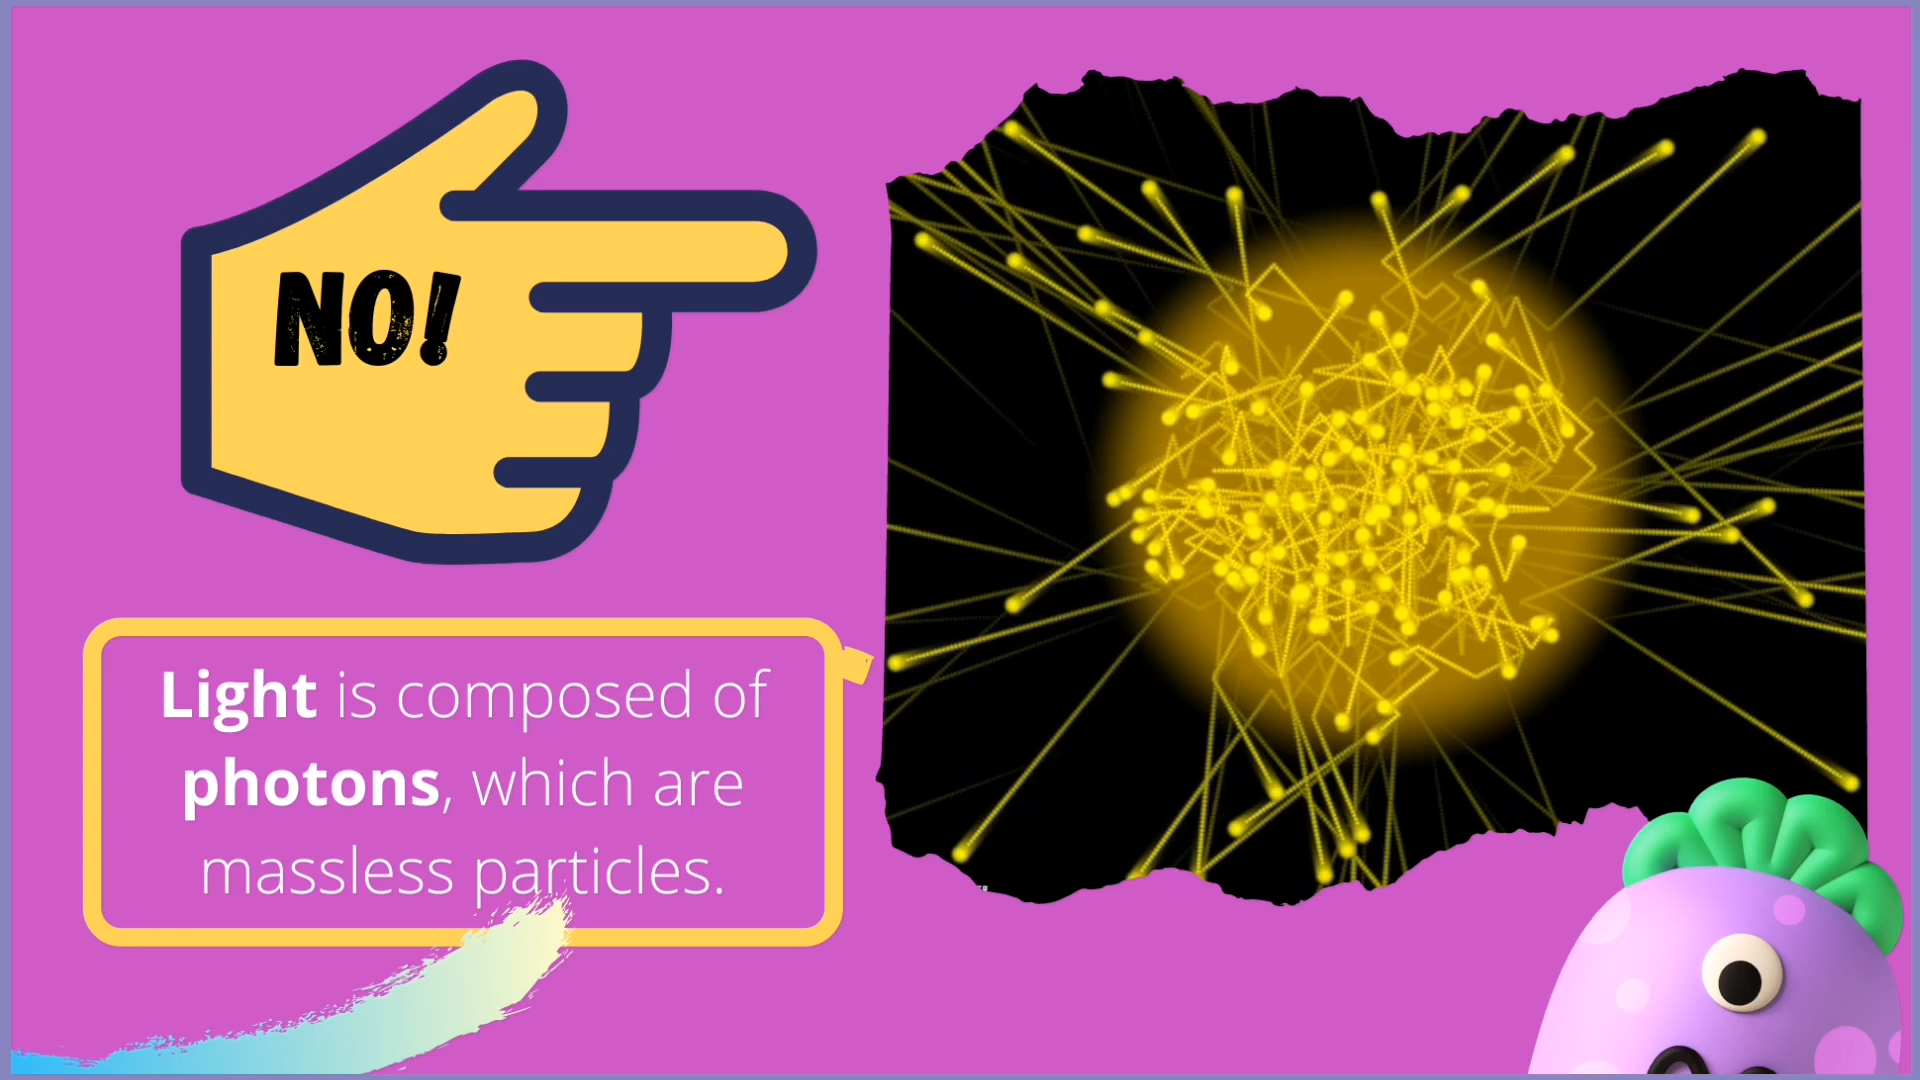 NO!
Light is composed of
photons, which are
massless particles.